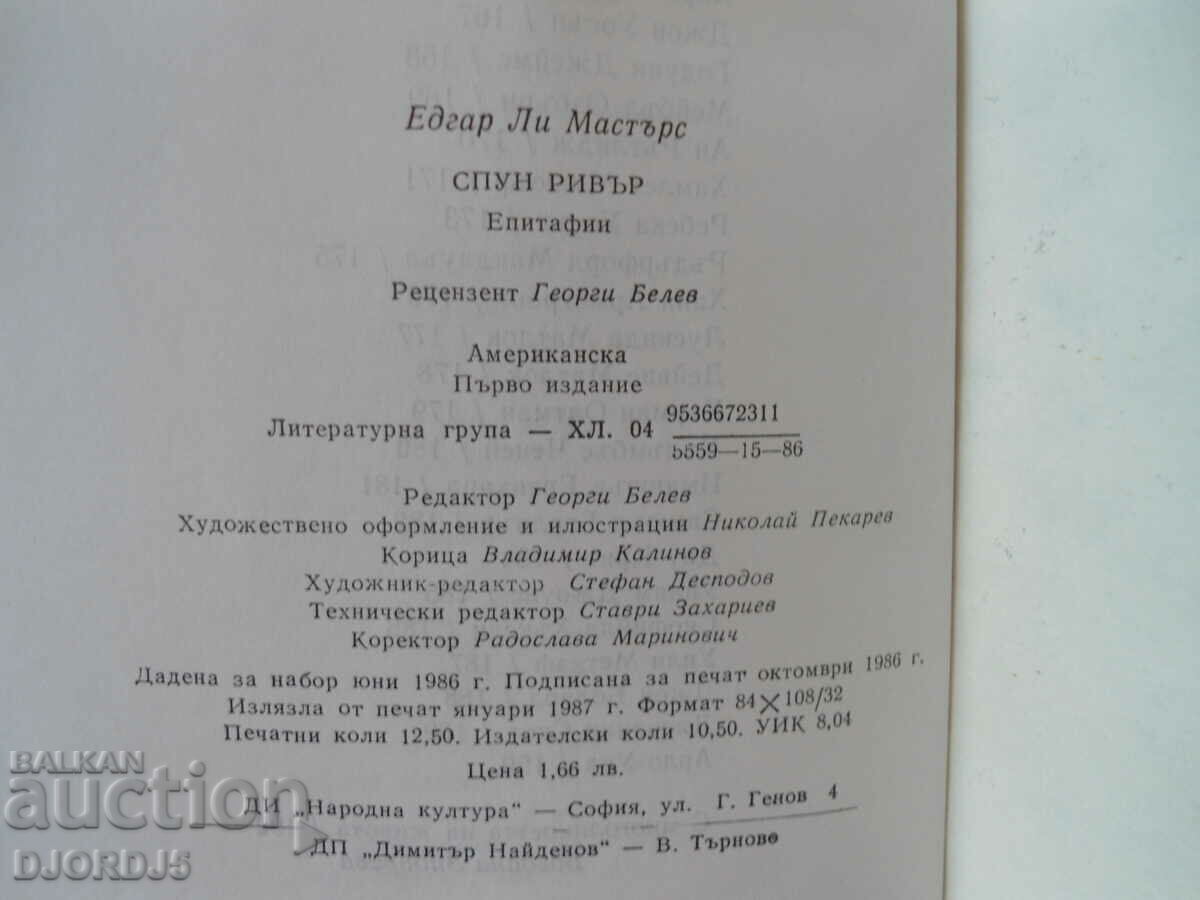 Едгар Ли Мастърс
СПУН РИВЪР
Епитафии
Рецензент Георги Белев
Американска
Първо издание
Литературна група — ХЛ. 04 9536672311
5559—15—86
Редактор Георги Белев
Художествено оформление и илюстрации Николай Пекарев
Корица Владимир Калинов
Художник-редактор Стефан Десподов
Технически редактор Ставри Захариев
Коректор Радослава Маринович
Дадена за набор юни 1986 г. Подписана за печат октомври 1986 г.
Излязла от печат януари 1987 г. Формат 84×108/32
Печатни коли 12,50. Издателски коли 10,50. УИК 8,04
Цена 1,66 лв.
ДИ „Народна култура“ — София, ул. Г. Генов 4
ДП „Димитър Найденов“ — В. Търново
BALKAN
auction
DJORDJ5